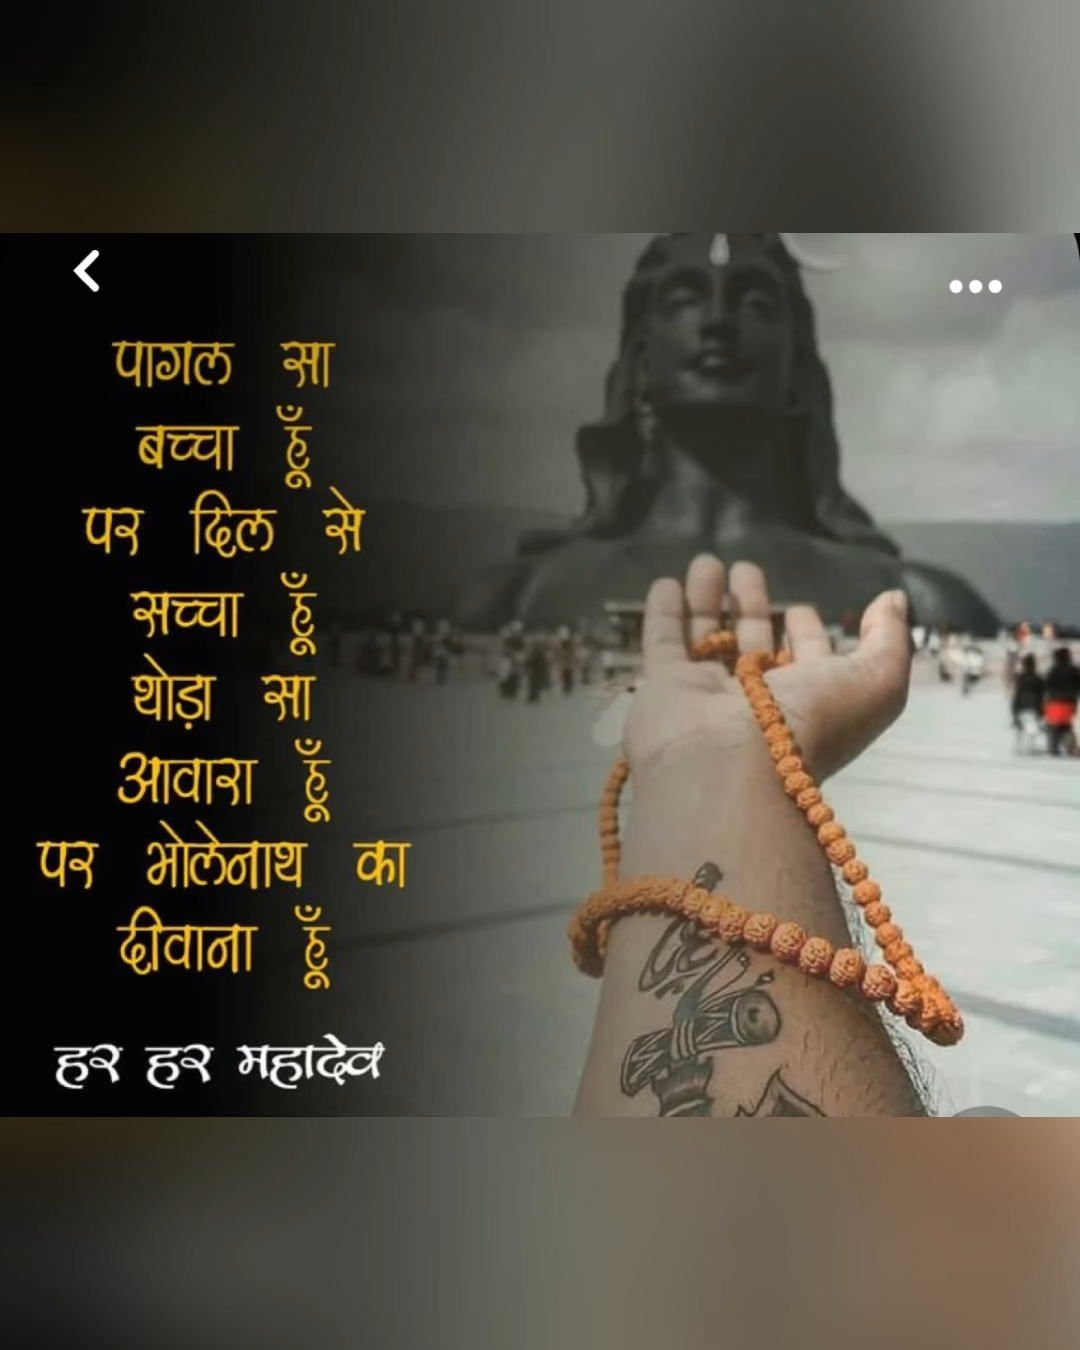 पागल सा
बच्चा हूँ
पर दिल से
सच्चा हूँ
थोड़ा सा
आवारा हूँ
पर भोलेनाथ का
दीवाना हूँ
हर हर महादेव